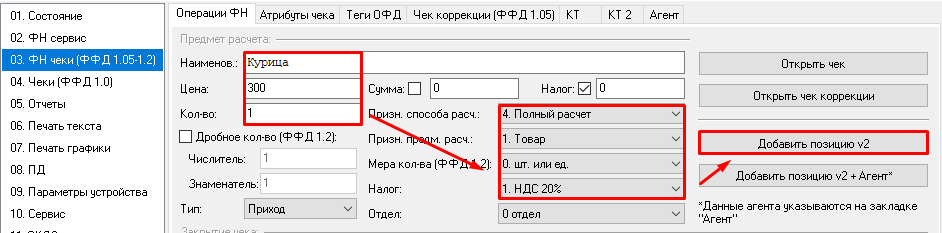 01. Состояние
02. ФН сервис
03. ФН чеки (ФФД 1.05-1.2)
04. Чеки (ФФД 1.0)
05. Отчеты
06. Печать текста
07. Печать графики
08. ПД
09. Параметры устройства
10. Сервис
Операции ФН Атрибуты чека Теги ОФД Чек коррекции (ФФД 1.05) КТ КТ 2 Агент
Предмет расчета:
Наименов.: Курица
Цена: 300 Сумма: 0 Налог: 0
Кол-во: 1 Призн. способа расч.: 4. Полный расчет
Дробное кол-во (ФФД 1.2): Призн. предм. расч.: 1. Товар
Числитель: 1 Мера кол-ва (ФФД 1.2): 0. шт. или ед.
Знаменатель: 1 Налог: 1. НДС 20%
Тип: Приход Отдел: 0 отдел
Закрытие чека:
Открыть чек
Открыть чек коррекции
Добавить позицию v2
Добавить позицию v2 + Агент*
*Данные агента указываются на закладке
"Агент"